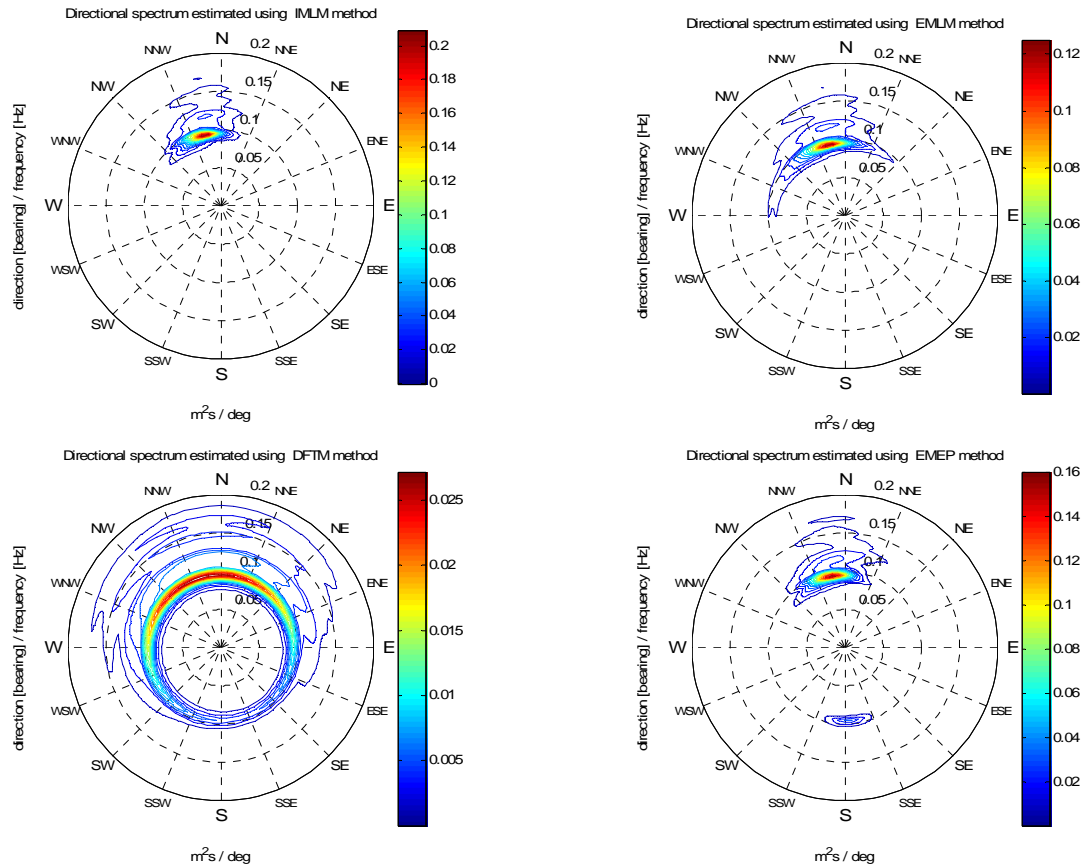 Directional spectrum estimated using IMLM method
N
NNW
NNE
0.2
NW
NE
0.15
WNW
ENE
0.1
0.05
W
E
WSW
ESE
SW
SE
SSW
SSE
S
direction [bearing] / frequency [Hz]
m²s / deg
0.2
0.18
0.16
0.14
0.12
0.1
0.08
0.06
0.04
0.02
0
Directional spectrum estimated using EMLM method
N
NNW
NNE
0.2
NW
NE
0.15
WNW
ENE
0.1
0.05
W
E
WSW
ESE
SW
SE
SSW
SSE
S
direction [bearing] / frequency [Hz]
m²s / deg
0.12
0.1
0.08
0.06
0.04
0.02
Directional spectrum estimated using DFTM method
N
NNW
NNE
0.2
NW
NE
0.15
WNW
ENE
0.1
0.05
W
E
WSW
ESE
SW
SE
SSW
SSE
S
direction [bearing] / frequency [Hz]
m²s / deg
0.025
0.02
0.015
0.01
0.005
Directional spectrum estimated using EMEP method
N
NNW
NNE
0.2
NW
NE
0.15
WNW
ENE
0.1
0.05
W
E
WSW
ESE
SW
SE
SSW
SSE
S
direction [bearing] / frequency [Hz]
m²s / deg
0.16
0.14
0.12
0.1
0.08
0.06
0.04
0.02